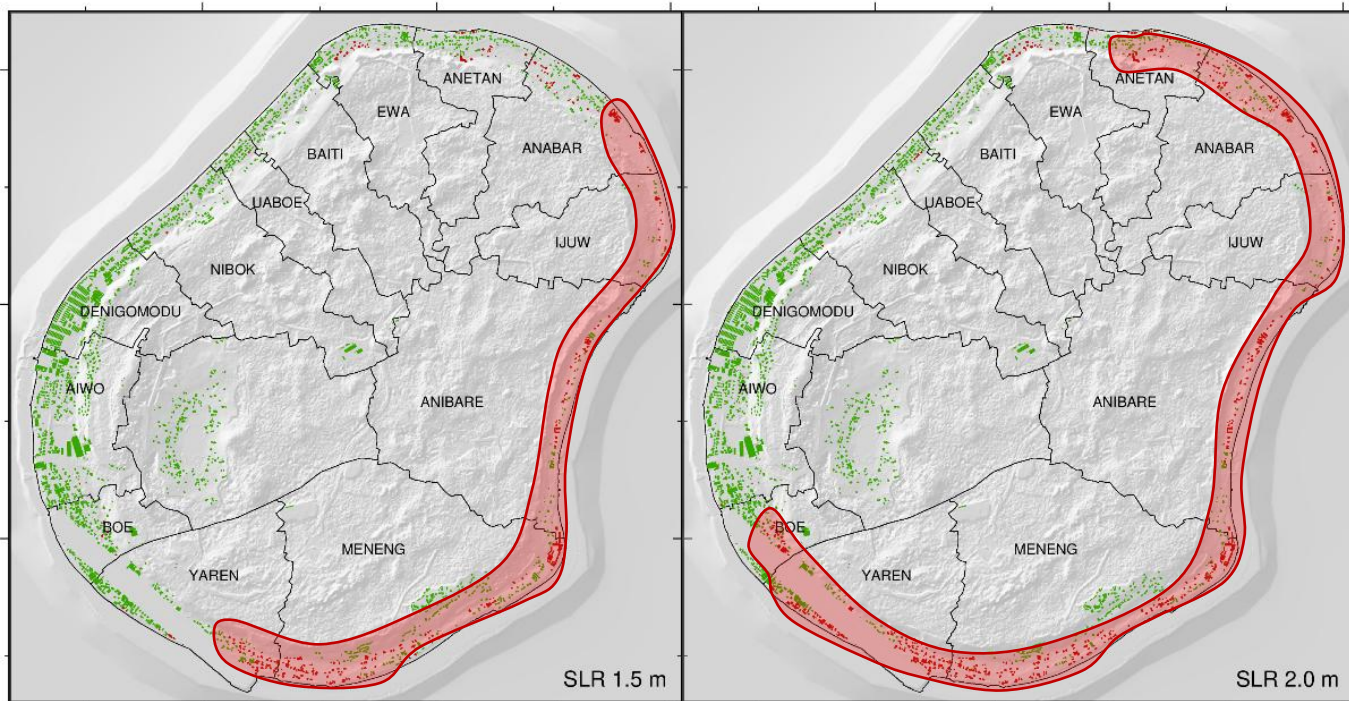 ANETAN
EWA
BAITI
ANABAR
UABOE
IJUW
NIBOK
DENIGOMODU
AIWO
ANIBARE
BOE
MENENG
YAREN
SLR 1.5 m
ANETAN
EWA
BAITI
ANABAR
UABOE
IJUW
NIBOK
DENIGOMODU
AIWO
ANIBARE
BOE
MENENG
YAREN
SLR 2.0 m